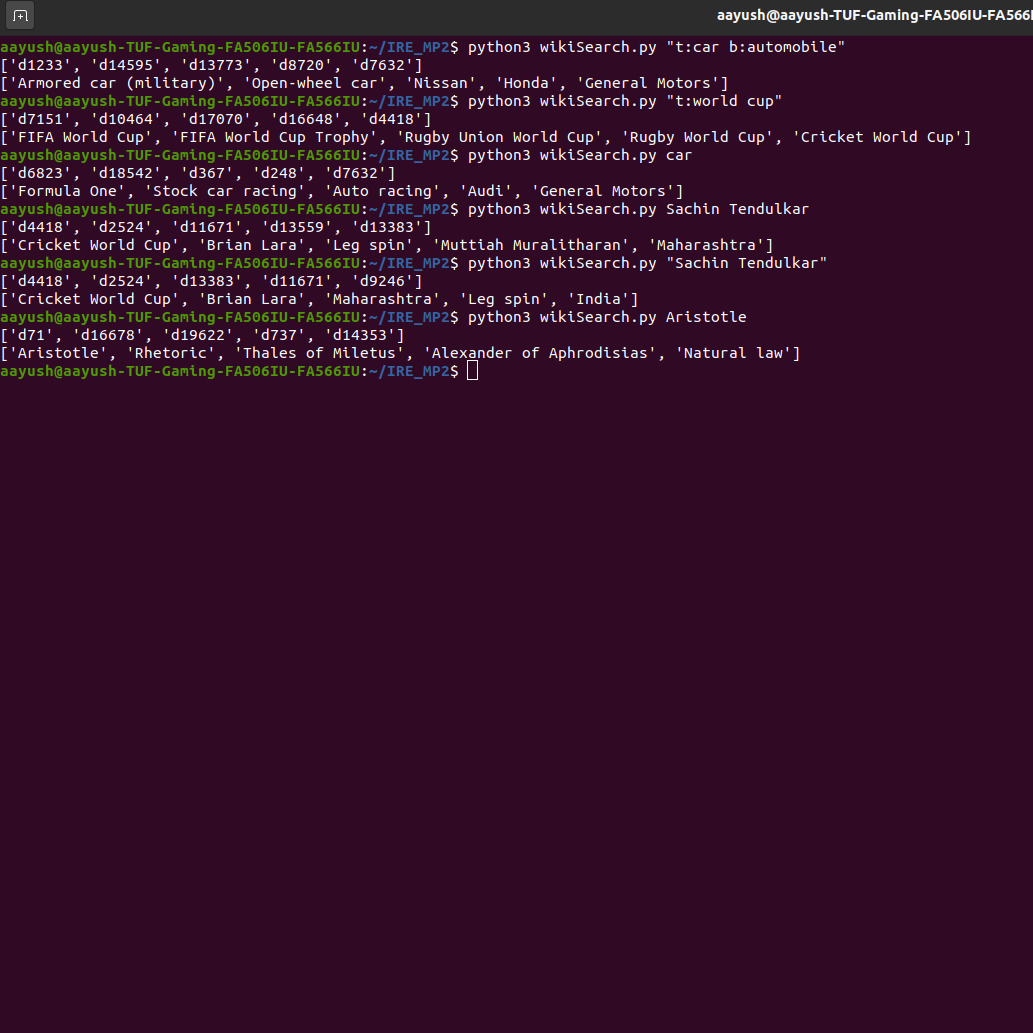 aayush@aayush-TUF-Gaming-FA506IU-FA566I
aayush@aayush-TUF-Gaming-FA506IU-FA566IU:~/IRE_MP2$ python3 wikiSearch.py "t:car b:automobile"
['d1233', 'd14595', 'd13773', 'd8720', 'd7632']
['Armored car (military)', 'Open-wheel car', 'Nissan', 'Honda', 'General Motors']
aayush@aayush-TUF-Gaming-FA506IU-FA566IU:~/IRE_MP2$ python3 wikiSearch.py "t:world cup"
['d7151', 'd10464', 'd17070', 'd16648', 'd4418']
['FIFA World Cup', 'FIFA World Cup Trophy', 'Rugby Union World Cup', 'Rugby World Cup', 'Cricket World Cup']
aayush@aayush-TUF-Gaming-FA506IU-FA566IU:~/IRE_MP2$ python3 wikiSearch.py car
['d6823', 'd18542', 'd367', 'd248', 'd7632']
['Formula One', 'Stock car racing', 'Auto racing', 'Audi', 'General Motors']
aayush@aayush-TUF-Gaming-FA506IU-FA566IU:~/IRE_MP2$ python3 wikiSearch.py Sachin Tendulkar
['d4418', 'd2524', 'd11671', 'd13559', 'd13383']
['Cricket World Cup', 'Brian Lara', 'Leg spin', 'Muttiah Muralitharan', 'Maharashtra']
aayush@aayush-TUF-Gaming-FA506IU-FA566IU:~/IRE_MP2$ python3 wikiSearch.py "Sachin Tendulkar"
['d4418', 'd2524', 'd13383', 'd11671', 'd9246']
['Cricket World Cup', 'Brian Lara', 'Maharashtra', 'Leg spin', 'India']
aayush@aayush-TUF-Gaming-FA506IU-FA566IU:~/IRE_MP2$ python3 wikiSearch.py Aristotle
['d71', 'd16678', 'd19622', 'd737', 'd14353']
['Aristotle', 'Rhetoric', 'Thales of Miletus', 'Alexander of Aphrodisias', 'Natural law']
aayush@aayush-TUF-Gaming-FA506IU-FA566IU:~/IRE_MP2$